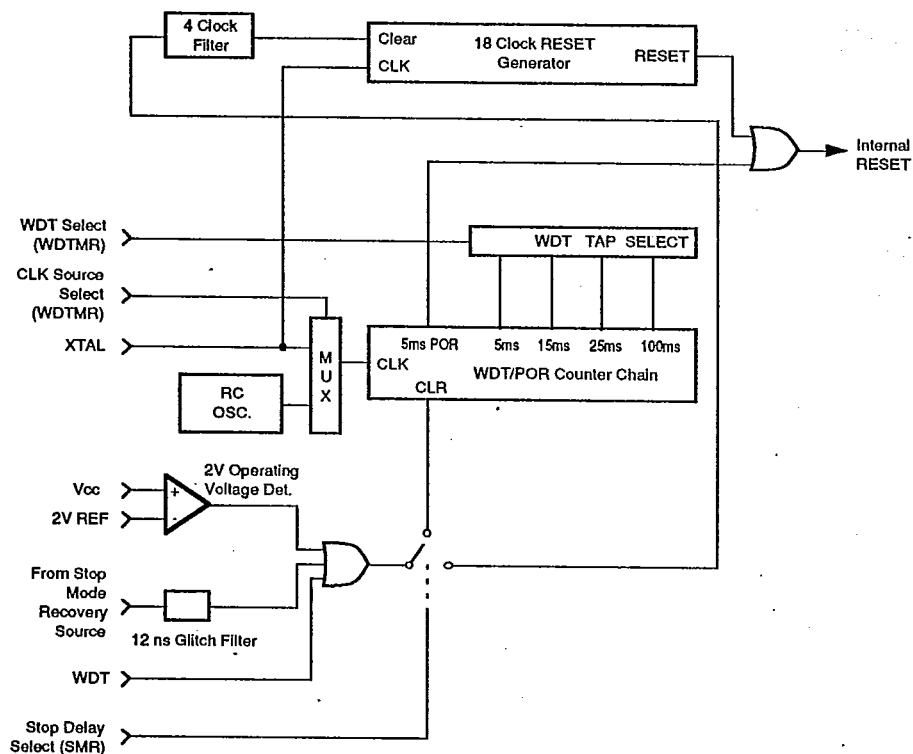 4 Clock
Filter
Clear
18 Clock RESET
Generator
RESET
CLK
Internal
RESET
WDT Select
(WDTMR)
WDT TAP SELECT
CLK Source
Select
(WDTMR)
XTAL
MUX
5ms POR
5ms
15ms
25ms
100ms
CLK
WDT/POR Counter Chain
CLR
RC
OSC.
2V Operating
Voltage Det.
Vcc
+
2V REF
-
From Stop
Mode
Recovery
Source
12 ns Glitch Filter
WDT
Stop Delay
Select (SMR)